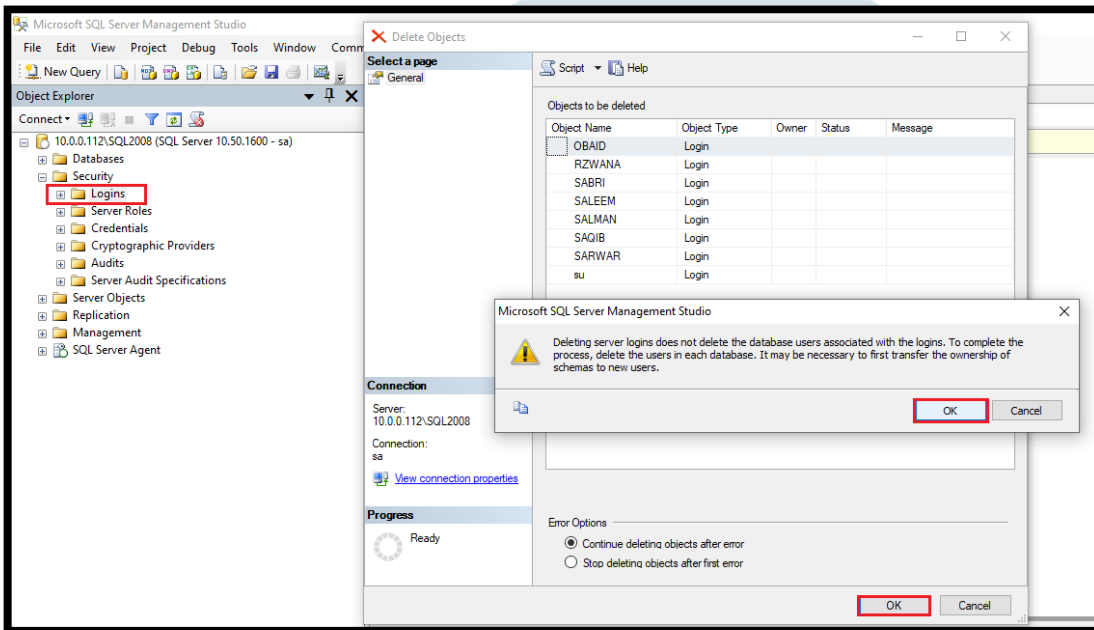 Microsoft SQL Server Management Studio
File Edit View Project Debug Tools Window Comm
New Query
Object Explorer
Connect
10.0.0.112\SQL2008 (SQL Server 10.50.1600 - sa)
Databases
Security
Logins
Server Roles
Credentials
Cryptographic Providers
Audits
Server Audit Specifications
Server Objects
Replication
Management
SQL Server Agent
Delete Objects
Select a page
General
Script Help
Objects to be deleted
Object Name Object Type Owner Status Message
OBAID Login
RZWANA Login
SABRI Login
SALEEM Login
SALMAN Login
SAQIB Login
SARWAR Login
su Login
Microsoft SQL Server Management Studio
Deleting server logins does not delete the database users associated with the logins. To complete the
process, delete the users in each database. It may be necessary to first transfer the ownership of
schemas to new users.
OK Cancel
Connection
Server:
10.0.0.112\SQL2008
Connection:
sa
View connection properties
Progress
Ready
Error Options
Continue deleting objects after error
Stop deleting objects after first error
OK Cancel